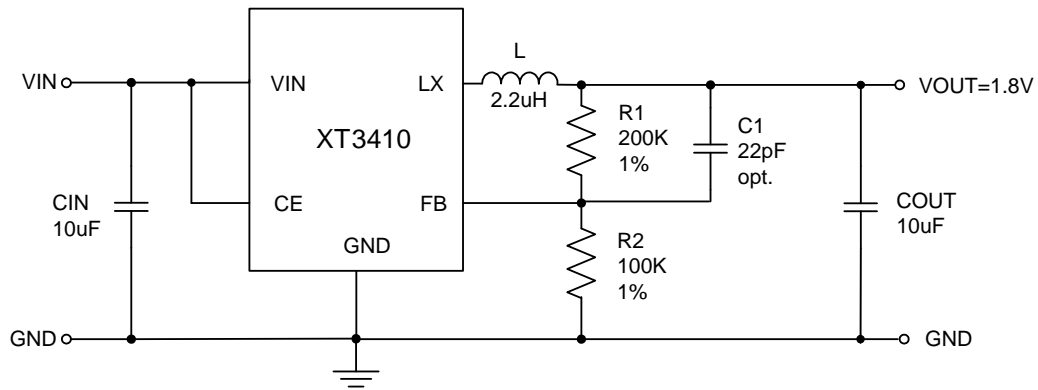 L
VIN
VIN
LX
VOUT=1.8V
2.2uH
R1
200K
1%
C1
22pF
opt.
XT3410
CIN
10uF
CE
FB
COUT
10uF
GND
R2
100K
1%
GND
GND